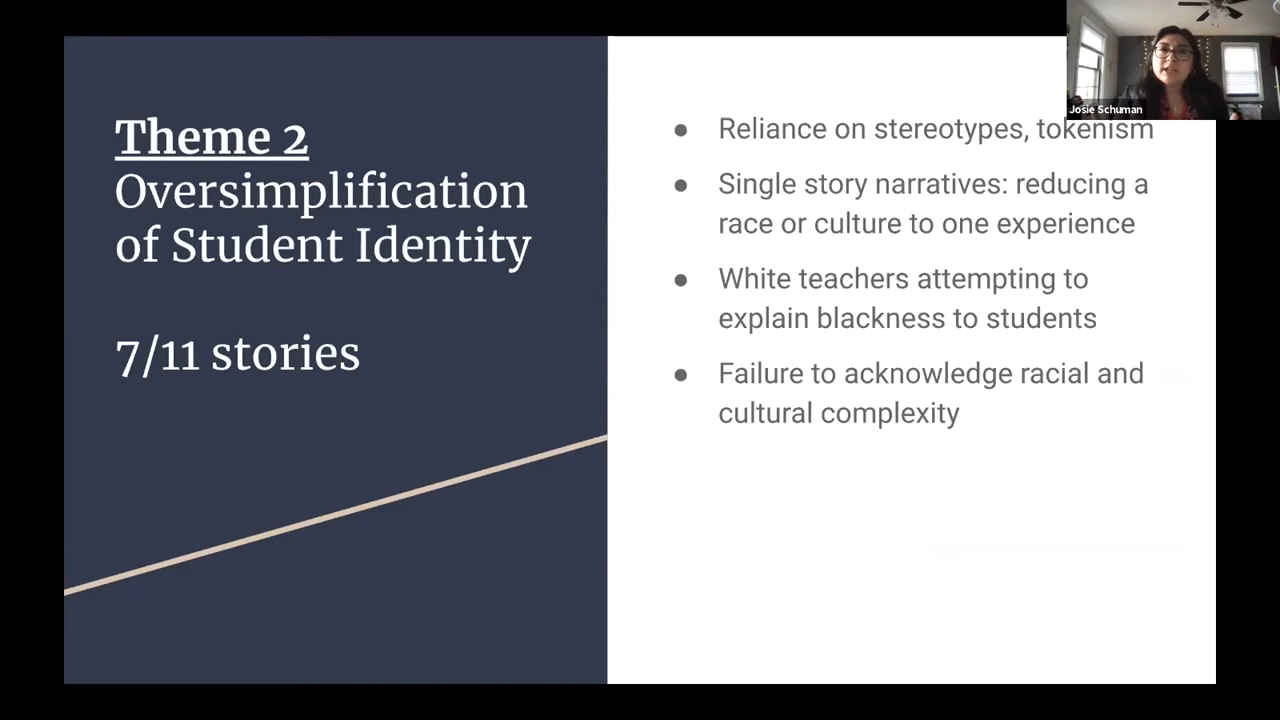 Josie Schuman
Theme 2
Oversimplification
of Student Identity
7/11 stories
● Reliance on stereotypes, tokenism
● Single story narratives: reducing a
race or culture to one experience
● White teachers attempting to
explain blackness to students
● Failure to acknowledge racial and
cultural complexity